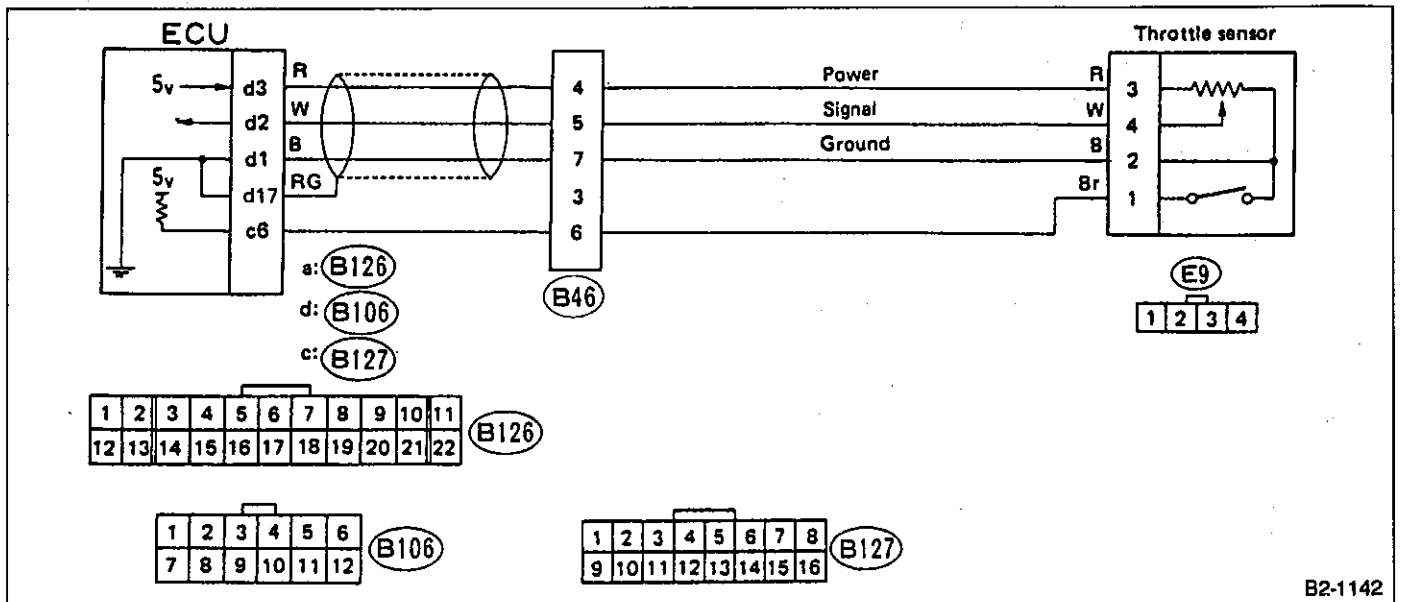 ECU
Throttle sensor
5v d3 R 4 Power R 3
d2 W 5 Signal W 4
d1 B 7 Ground B 2
5v d17 RG 3 Br 1
c6 6
a: B126
d: B106
c: B127
B46
E9
1 2 3 4
1 2 3 4 5 6 7 8 9 10 11
12 13 14 15 16 17 18 19 20 21 22
B126
1 2 3 4 5 6
7 8 9 10 11 12
B106
1 2 3 4 5 6 7 8
9 10 11 12 13 14 15 16
B127
B2-1142